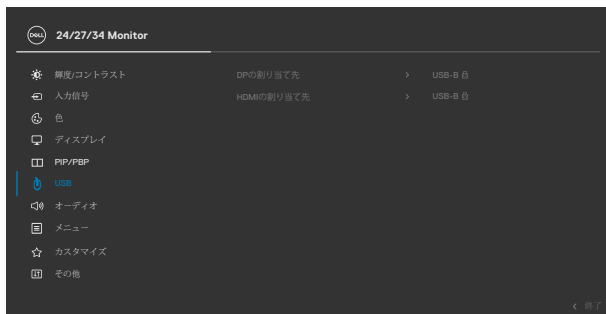 DELL
24/27/34 Monitor
輝度/コントラスト DPの割り当て先 > USB-B
入力信号 HDMIの割り当て先 > USB-B
色
ディスプレイ
PIP/PBP
USB
オーディオ
メニュー
カスタマイズ
その他
< 終了